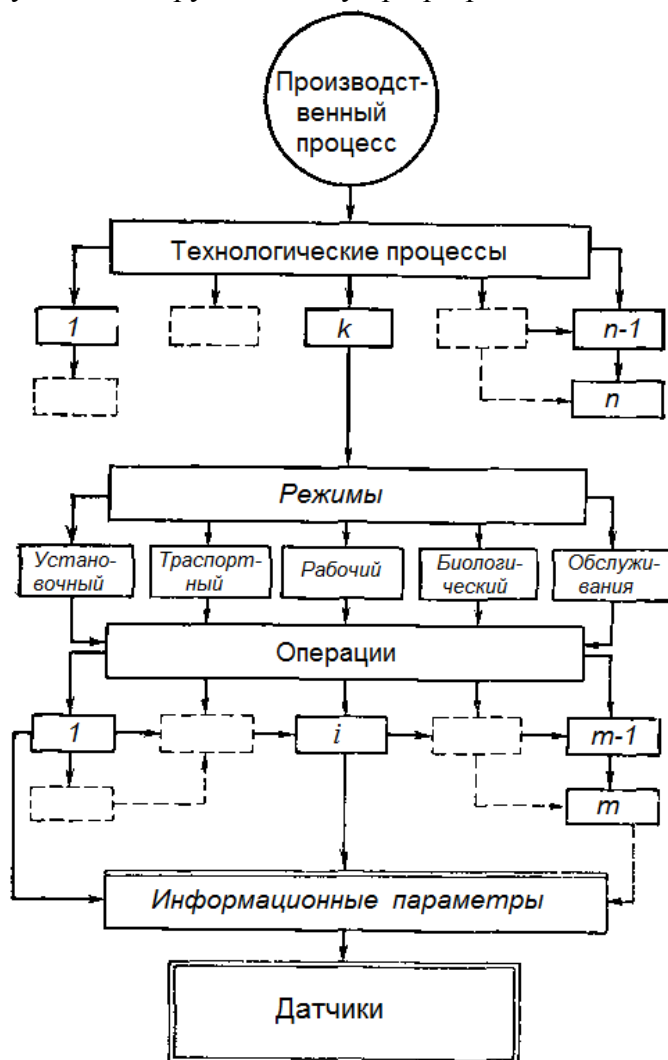 Производст-
венный
процесс
Технологические процессы
1
k
n-1
n
Режимы
Устано-
вочный
Траспорт-
ный
Рабочий
Биологи-
ческий
Обслужи-
вания
Операции
1
i
m-1
m
Информационные параметры
Датчики